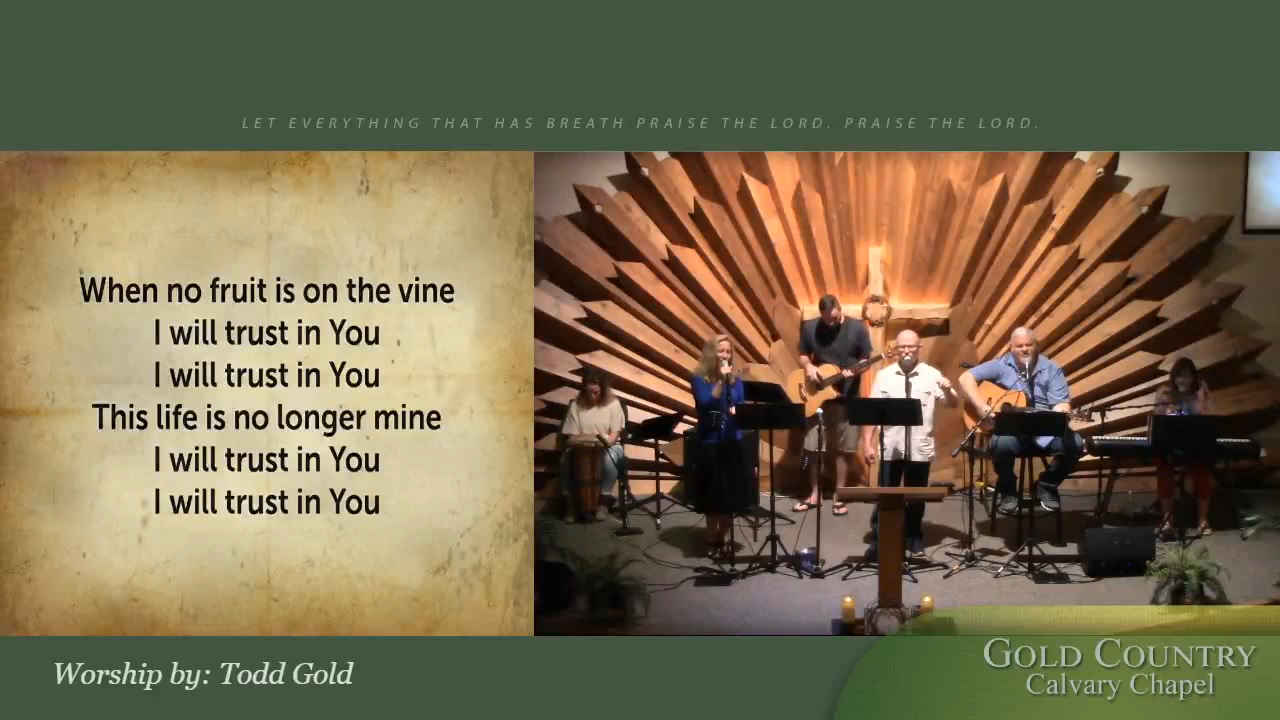 LET EVERYTHING THAT HAS BREATH PRAISE THE LORD. PRAISE THE LORD.
When no fruit is on the vine
I will trust in You
I will trust in You
This life is no longer mine
I will trust in You
I will trust in You
Worship by: Todd Gold
GOLD COUNTRY
Calvary Chapel